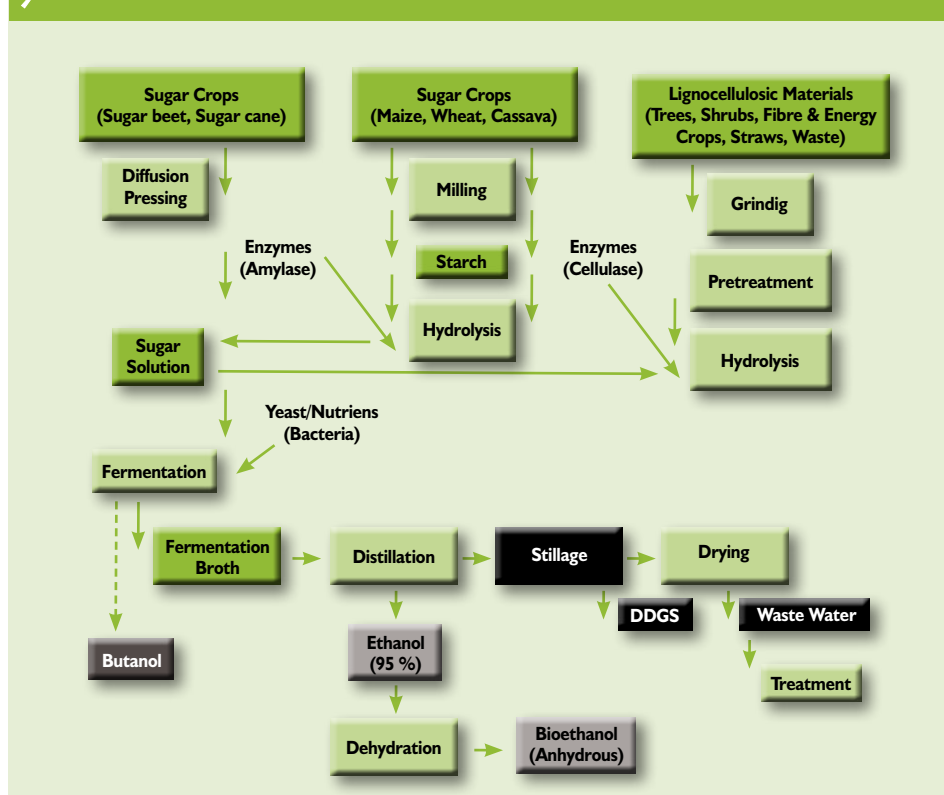 Sugar Crops
(Sugar beet, Sugar cane)
Sugar Crops
(Maize, Wheat, Cassava)
Lignocellulosic Materials
(Trees, Shrubs, Fibre & Energy
Crops, Straws, Waste)
Diffusion
Pressing
Milling
Grindig
Enzymes
(Amylase)
Starch
Enzymes
(Cellulase)
Pretreatment
Hydrolysis
Sugar
Solution
Hydrolysis
Yeast/Nutriens
(Bacteria)
Fermentation
Fermentation
Broth
Distillation
Stillage
Drying
DDGS
Waste Water
Butanol
Ethanol
(95 %)
Treatment
Dehydration
Bioethanol
(Anhydrous)